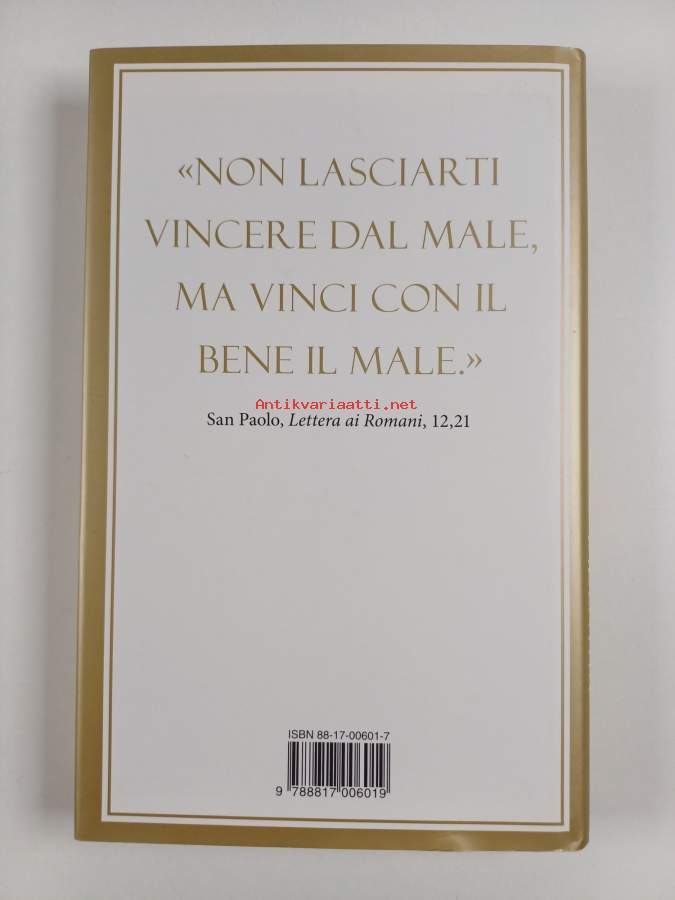 «NON LASCIARTI
VINCERE DAL MALE,
MA VINCI CON IL
BENE IL MALE.»
Antikvariaatti.net
San Paolo, Lettera ai Romani, 12,21
ISBN 88-17-00601-7
9 788817 006019